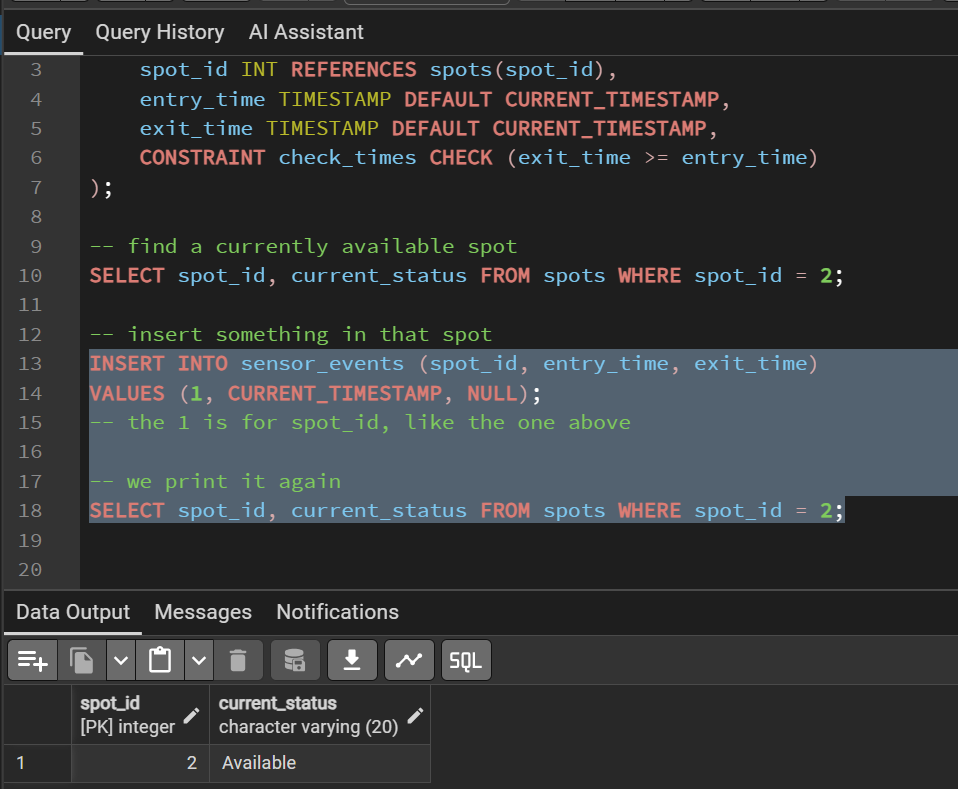 Query Query History AI Assistant
3 spot_id INT REFERENCES spots(spot_id),
4 entry_time TIMESTAMP DEFAULT CURRENT_TIMESTAMP,
5 exit_time TIMESTAMP DEFAULT CURRENT_TIMESTAMP,
6 CONSTRAINT check_times CHECK (exit_time >= entry_time)
7 );
8
9 -- find a currently available spot
10 SELECT spot_id, current_status FROM spots WHERE spot_id = 2;
11
12 -- insert something in that spot
13 INSERT INTO sensor_events (spot_id, entry_time, exit_time)
14 VALUES (1, CURRENT_TIMESTAMP, NULL);
15 -- the 1 is for spot_id, like the one above
16
17 -- we print it again
18 SELECT spot_id, current_status FROM spots WHERE spot_id = 2;
19
20
Data Output Messages Notifications
SQL
spot_id current_status
[PK] integer character varying (20)
1 2 Available